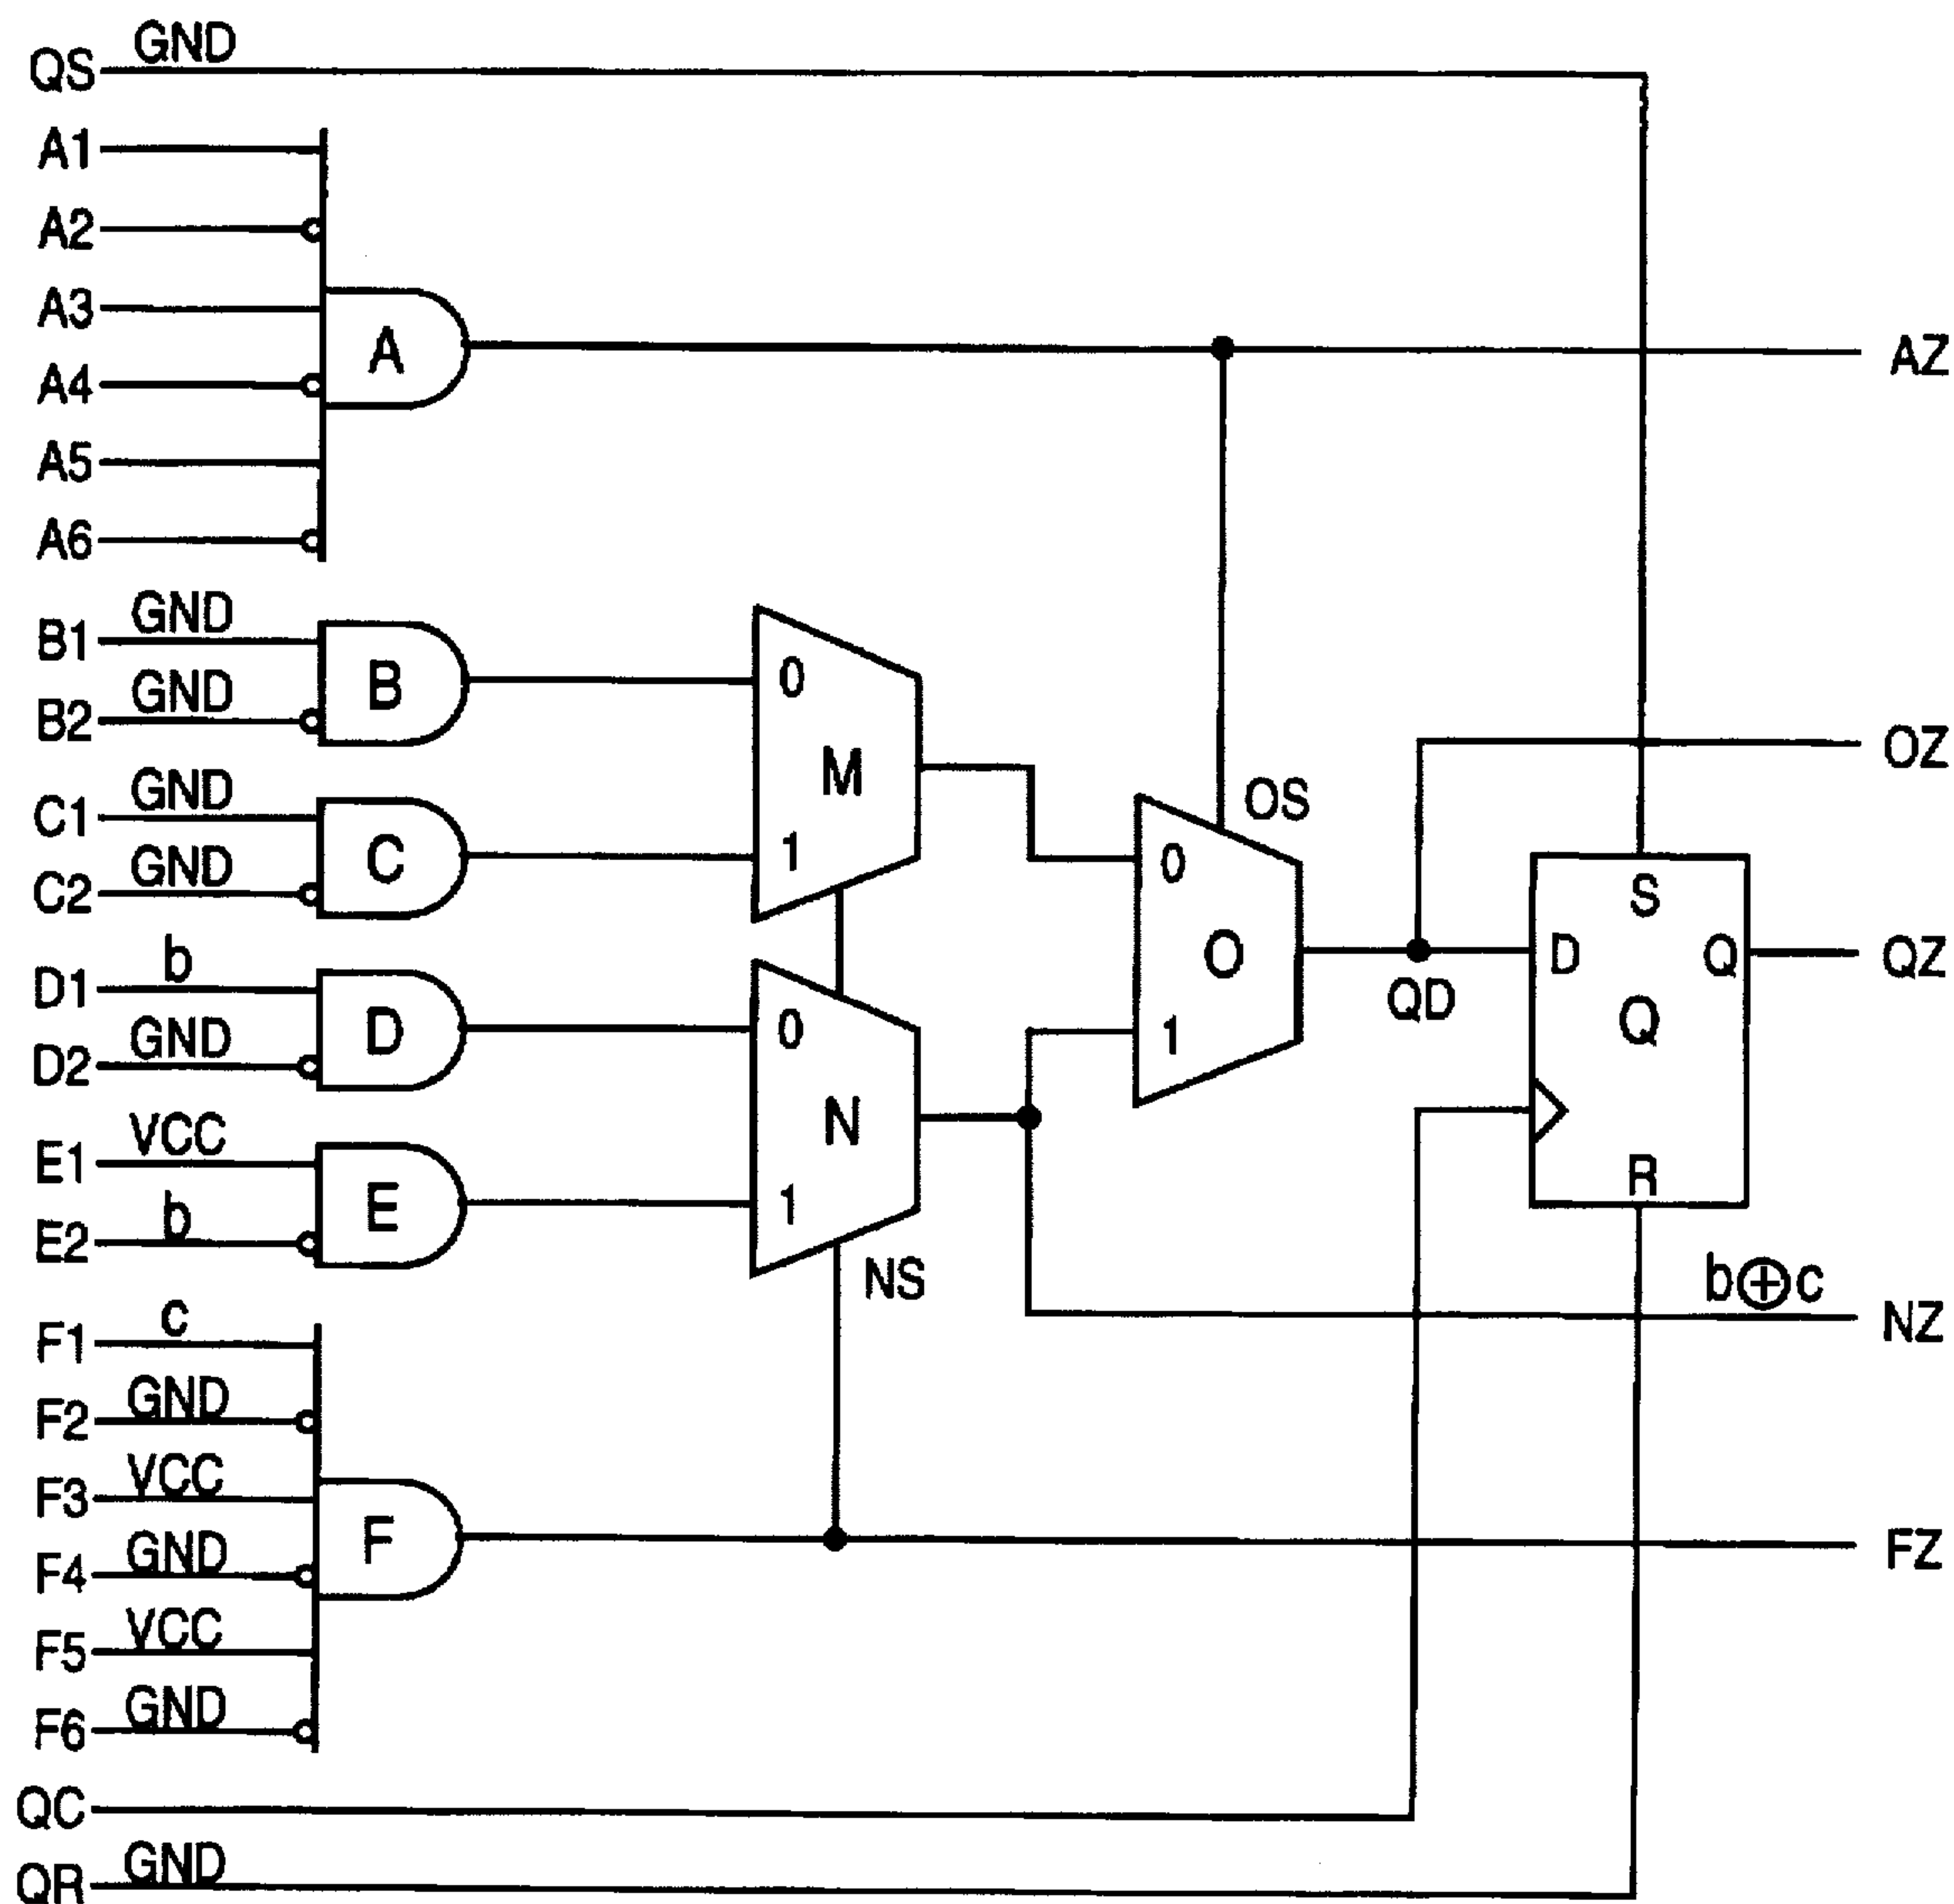 QS GND
A1
A2
A3
A4
A5
A6
A
AZ
B1 GND
B2 GND
B
C1 GND
C2 GND
C
0
M
1
D1 b
D2 GND
D
E1 VCC
E2 b
E
0
N
1
NS
OS
0
O
1
QD
OZ
S
D
Q
Q
R
QZ
b⊕c
NZ
F1 c
F2 GND
F3 VCC
F4 GND
F5 VCC
F6 GND
F
FZ
QC
QR GND